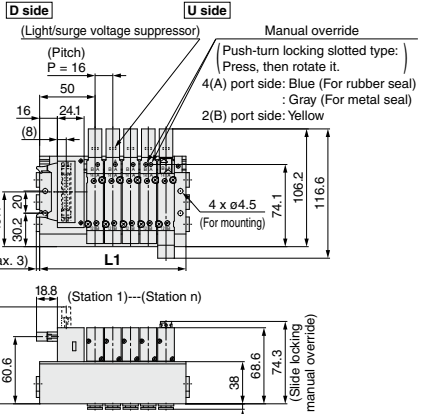 D side
U side
(Light/surge voltage suppressor)
Manual override
(Pitch)
P = 16
(Push-turn locking slotted type:
Press, then rotate it.)
50
4(A) port side: Blue (For rubber seal)
: Gray (For metal seal)
2(B) port side: Yellow
16
24.1
(8)
20
30.2
4 x ø4.5
(For mounting)
74.1
106.2
116.6
L1
18.8
(Station 1)---(Station n)
60.6
38
68.6
74.3
(Slide locking
manual override)